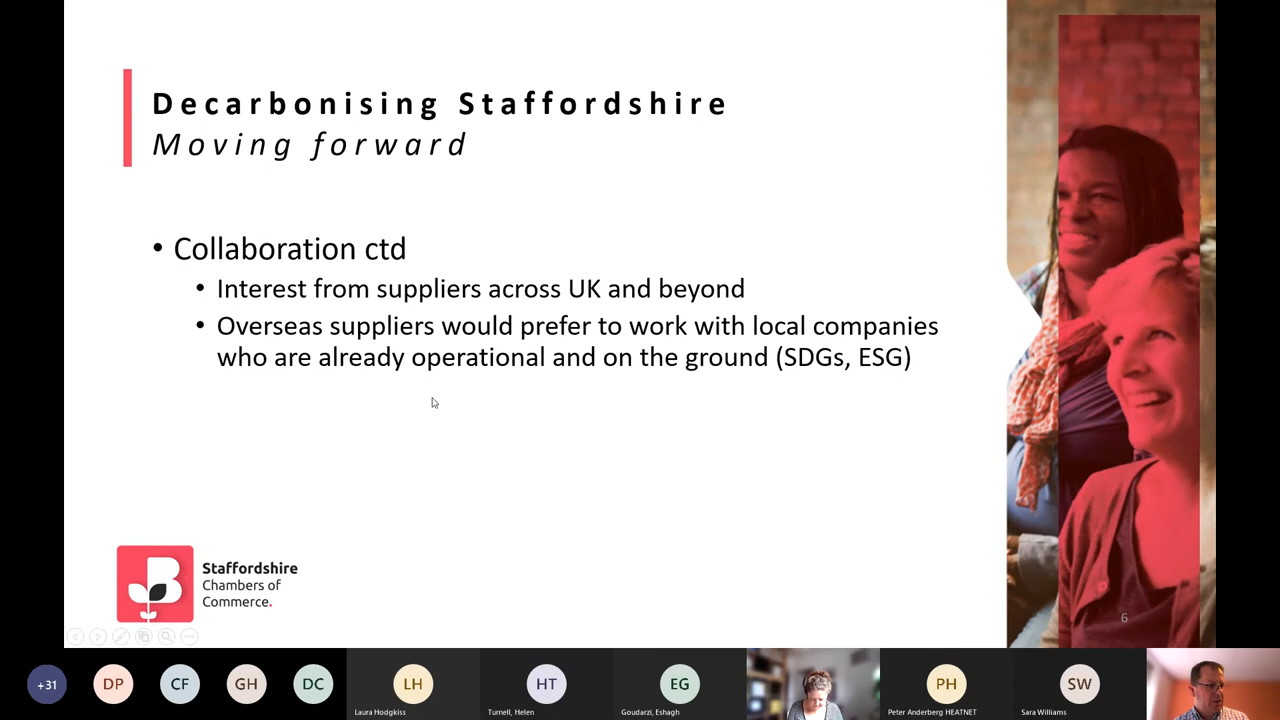 Decarbonising Staffordshire
Moving forward
• Collaboration ctd
• Interest from suppliers across UK and beyond
• Overseas suppliers would prefer to work with local companies
who are already operational and on the ground (SDGs, ESG)
Staffordshire
Chambers of
Commerce.
6
+31
DP
CF
GH
DC
LH
HT
EG
PH
SW
Laura Hodgkiss
Turnell, Helen
Goudarzi, Eshagh
Peter Anderberg HEATNET
Sara Williams